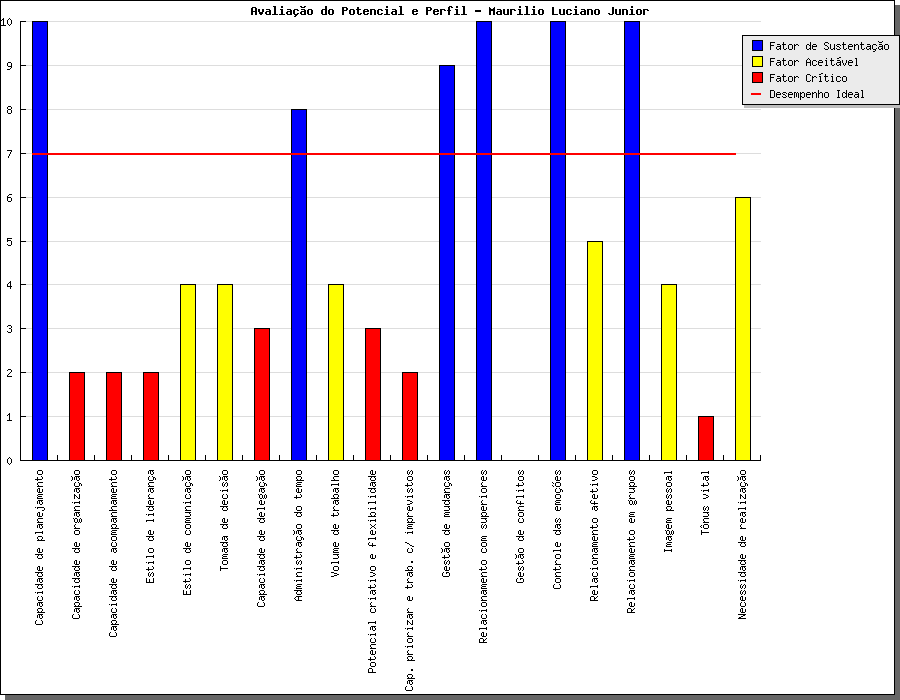 Avaliação do Potencial e Perfil - Maurilio Luciano Junior
Fator de Sustentação
Fator Aceitável
Fator Crítico
Desempenho Ideal
10
9
8
7
6
5
4
3
2
1
0
Capacidade de planejamento
Capacidade de organização
Capacidade de acompanhamento
Estilo de liderança
Estilo de comunicação
Tomada de decisão
Capacidade de delegação
Administração do tempo
Volume de trabalho
Potencial criativo e flexibilidade
Cap. priorizar e trab. c/ imprevistos
Gestão de mudanças
Relacionamento com superiores
Gestão de conflitos
Controle das emoções
Relacionamento afetivo
Relacionamento em grupos
Imagem pessoal
Tônus vital
Necessidade de realização